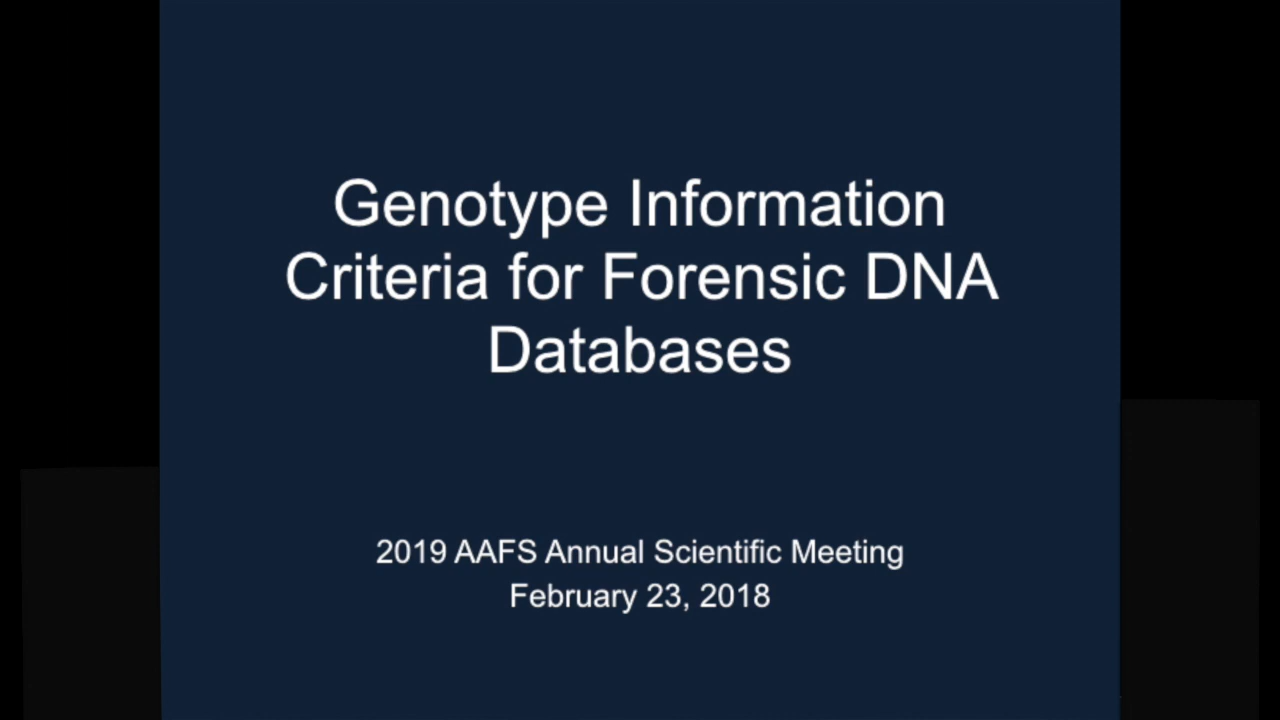 Genotype Information
Criteria for Forensic DNA
Databases
2019 AAFS Annual Scientific Meeting
February 23, 2018